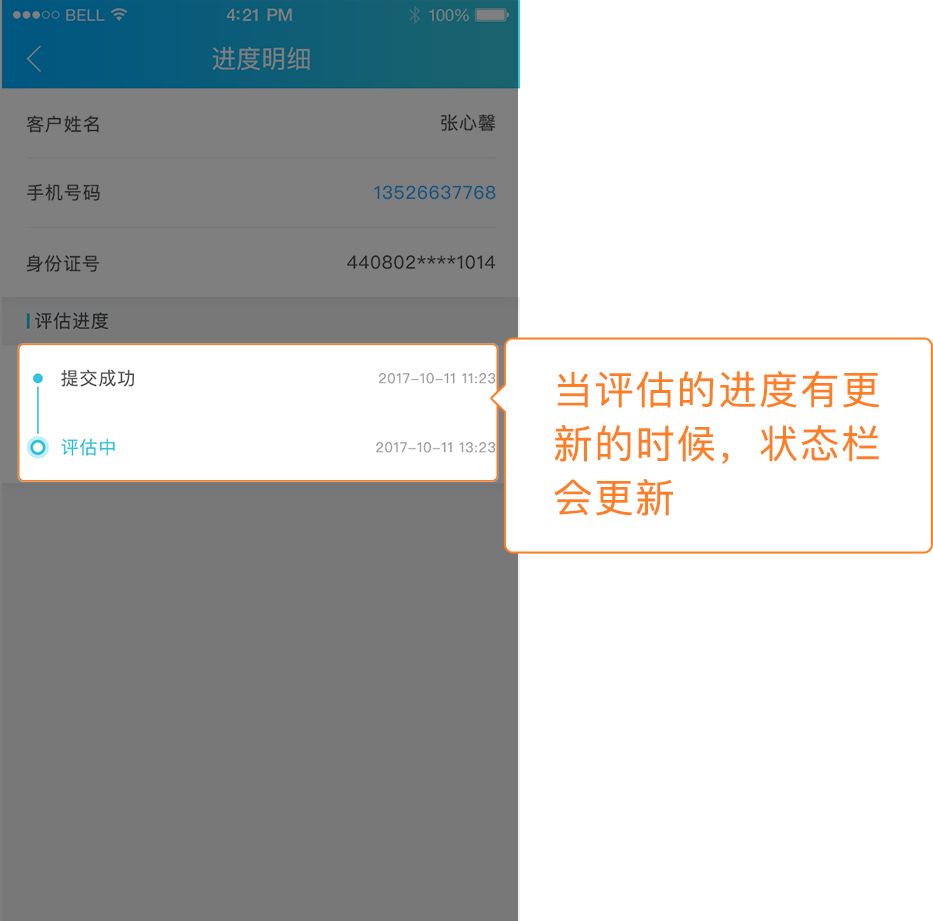 BELL 4:21 PM 100%
进度明细
客户姓名 张心馨
手机号码 13526637768
身份证号 440802****1014
评估进度
提交成功 2017-10-11 11:23
评估中 2017-10-11 13:23
当评估的进度有更
新的时候，状态栏
会更新